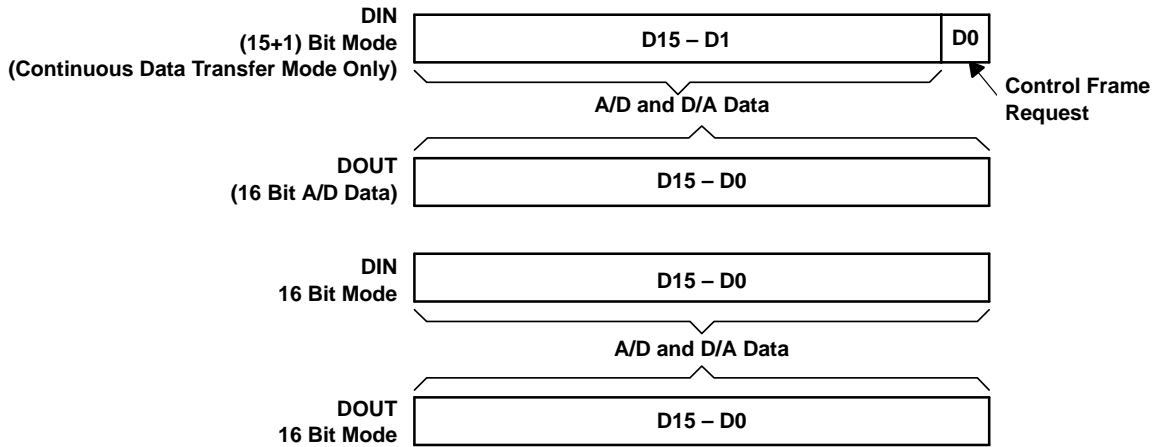 DIN
(15+1) Bit Mode
(Continuous Data Transfer Mode Only)
D15 – D1
D0
Control Frame
Request
A/D and D/A Data
DOUT
(16 Bit A/D Data)
D15 – D0
DIN
16 Bit Mode
D15 – D0
A/D and D/A Data
DOUT
16 Bit Mode
D15 – D0